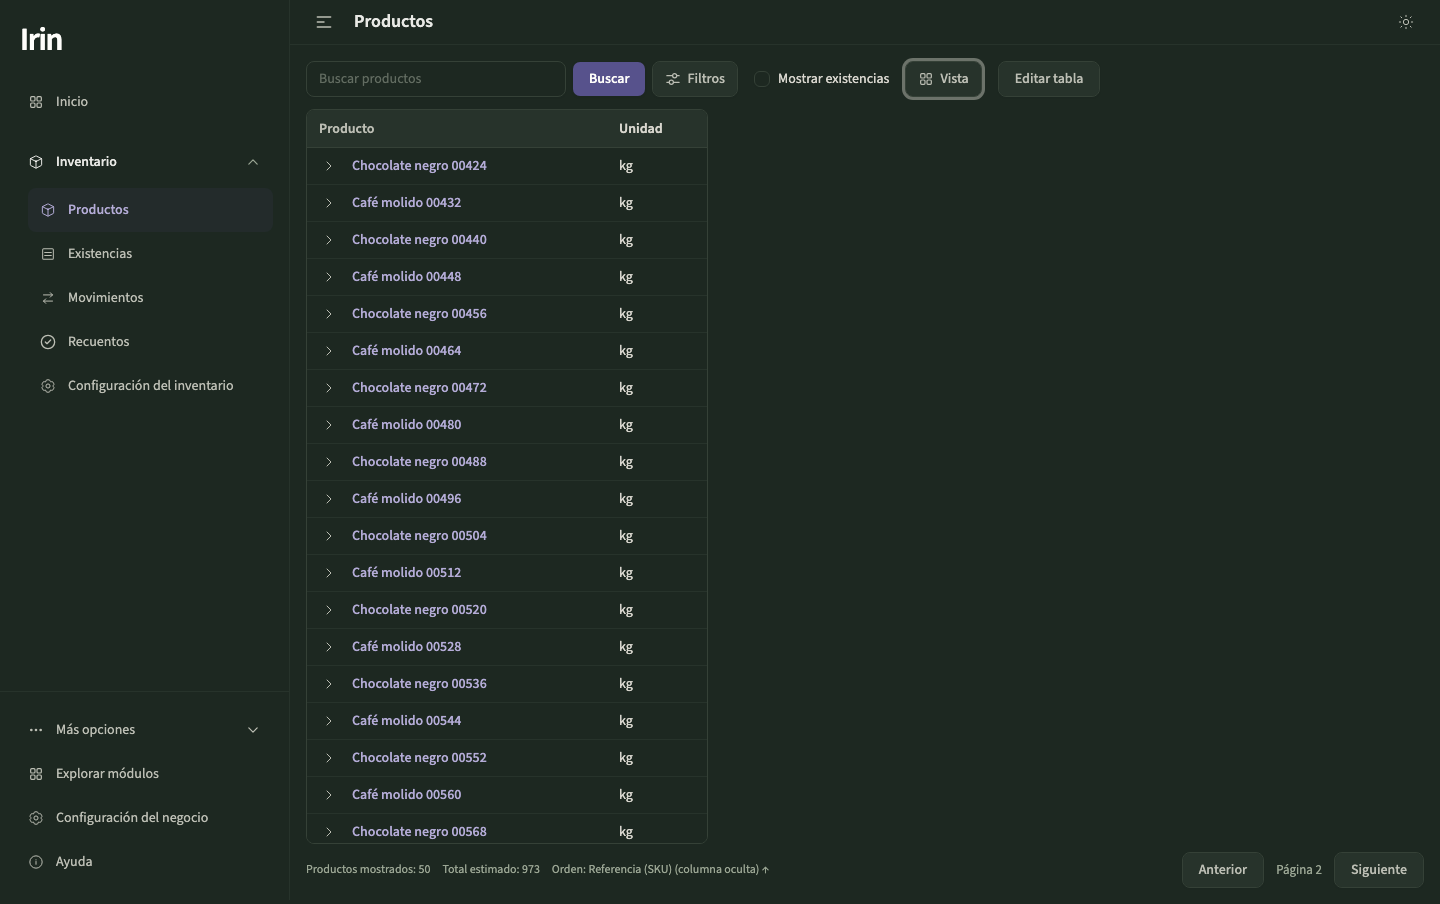 Irin
Productos
Inicio
Inventario
Productos
Existencias
Movimientos
Recuentos
Configuración del inventario
Más opciones
Explorar módulos
Configuración del negocio
Ayuda
Buscar productos Buscar Filtros Mostrar existencias Vista Editar tabla
Producto Unidad
Chocolate negro 00424 kg
Café molido 00432 kg
Chocolate negro 00440 kg
Café molido 00448 kg
Chocolate negro 00456 kg
Café molido 00464 kg
Chocolate negro 00472 kg
Café molido 00480 kg
Chocolate negro 00488 kg
Café molido 00496 kg
Chocolate negro 00504 kg
Café molido 00512 kg
Chocolate negro 00520 kg
Café molido 00528 kg
Chocolate negro 00536 kg
Café molido 00544 kg
Chocolate negro 00552 kg
Café molido 00560 kg
Chocolate negro 00568 kg
Productos mostrados: 50 Total estimado: 973 Orden: Referencia (SKU) (columna oculta) ↑ Anterior Página 2 Siguiente